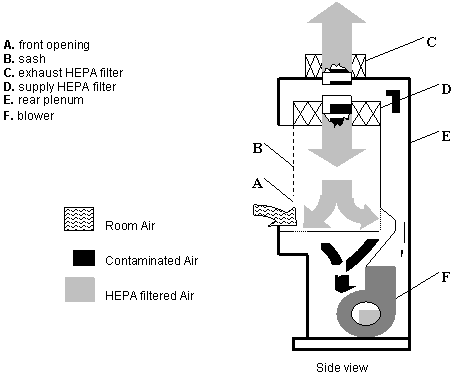 A. front opening
B. sash
C. exhaust HEPA filter
D. supply HEPA filter
E. rear plenum
F. blower
C
D
B
E
A
Room Air
Contaminated Air
HEPA filtered Air
F
Side view